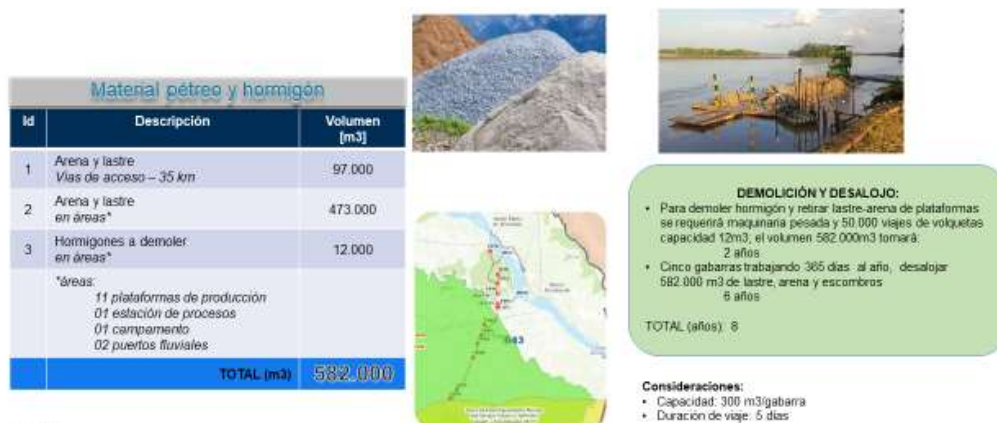 Material pétreo y hormigón
Id Descripción Volumen [m3]
1 Arena y lastre
Vías de acceso – 35 km 97.000
2 Arena y lastre
en áreas* 473.000
3 Hormigones a demoler
en áreas* 12.000
*áreas:
11 plataformas de producción
01 estación de procesos
01 campamento
02 puertos fluviales
TOTAL (m3) 582.000
43
DEMOLICIÓN Y DESALOJO:
• Para demoler hormigón y retirar lastre-arena de plataformas
se requerirá maquinaria pesada y 50.000 viajes de volquetas
capacidad 12m3; el volumen 582.000m3 tomará:
2 años
• Cinco gabarras trabajando 365 días al año, desalojar
582.000 m3 de lastre, arena y escombros
6 años
TOTAL (años): 8
Consideraciones:
• Capacidad: 300 m3/gabarra
• Duración de viaje: 5 días